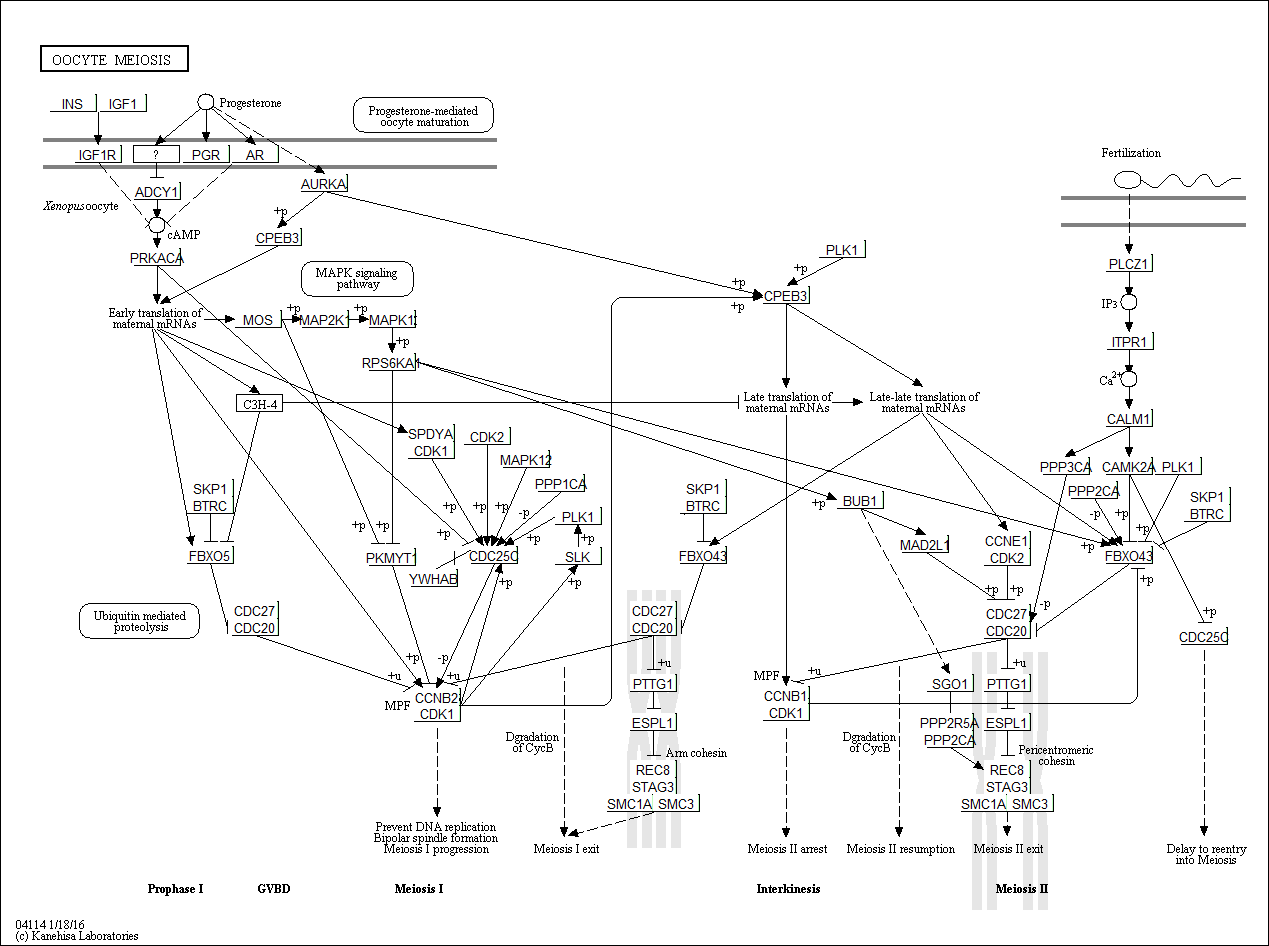 OOCYTE MEIOSIS
INS
IGF1
Progesterone
Progesterone-mediated
oocyte maturation
IGF1R
?
PGR
AR
Fertilization
ADCY1
AURKA
Xenopus oocyte
+p
cAMP
CPEB3
PRKACA
PLK1
+p
PLCZ1
MAPK signaling
pathway
+p
CPEB3
+p
IP3
Early translation of
maternal mRNAs
MOS
+p
MAP2K1
+p
MAPK12
+p
ITPR1
RPS6KA1
Ca2+
C3H-4
Late translation of
maternal mRNAs
Late-late translation of
maternal mRNAs
CALM1
SPDYA
CDK1
CDK2
MAPK12
PPP1CA
PPP3CA
CAMK2A
PLK1
SKP1
BTRC
SKP1
BTRC
PPP2CA
SKP1
BTRC
+p
+p
+p
-p
PLK1
+p
BUB1
-p
+p
+p
+p
+p
+p
+p
MAD2L1
CCNE1
CDK2
+p
FBXO5
PKMYT1
CDC25C
SLK
FBXO43
FBXO43
YWHAB
+p
+p
+p
+p
+p
Ubiquitin mediated
proteolysis
CDC27
CDC20
CDC27
CDC20
CDC27
CDC20
-p
+p
CDC25C
+p
-p
+u
+u
+u
+u
+u
MPF
CCNB2
CDK1
PTTG1
MPF
CCNB1
CDK1
SGO1
PTTG1
ESPL1
PPP2R5A
PPP2CA
ESPL1
Dgradation
of CycB
Arm cohesin
Dgradation
of CycB
Pericentromeric
cohesin
REC8
STAG3
SMC1A
SMC3
REC8
STAG3
SMC1A
SMC3
Prevent DNA replication
Bipolar spindle formation
Meiosis I progression
Meiosis I exit
Meiosis II arrest
Meiosis II resumption
Meiosis II exit
Delay to reentry
into Meiosis
Prophase I
GVBD
Meiosis I
Interkinesis
Meiosis II
04114 1/18/16
(c) Kanehisa Laboratories